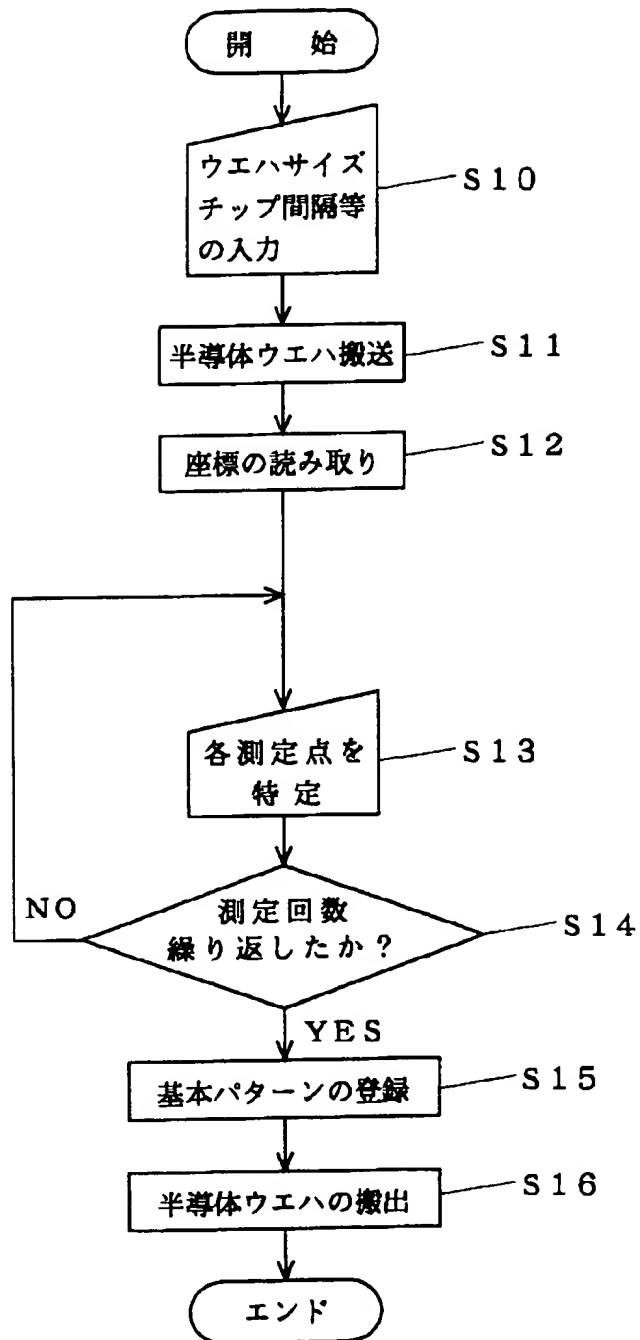 開 始
ウエハサイズ
チップ間隔等
の入力
S10
半導体ウエハ搬送
S11
座標の読み取り
S12
各測定点を
特 定
S13
測定回数
繰り返したか?
S14
NO
YES
基本パターンの登録
S15
半導体ウエハの搬出
S16
エンド